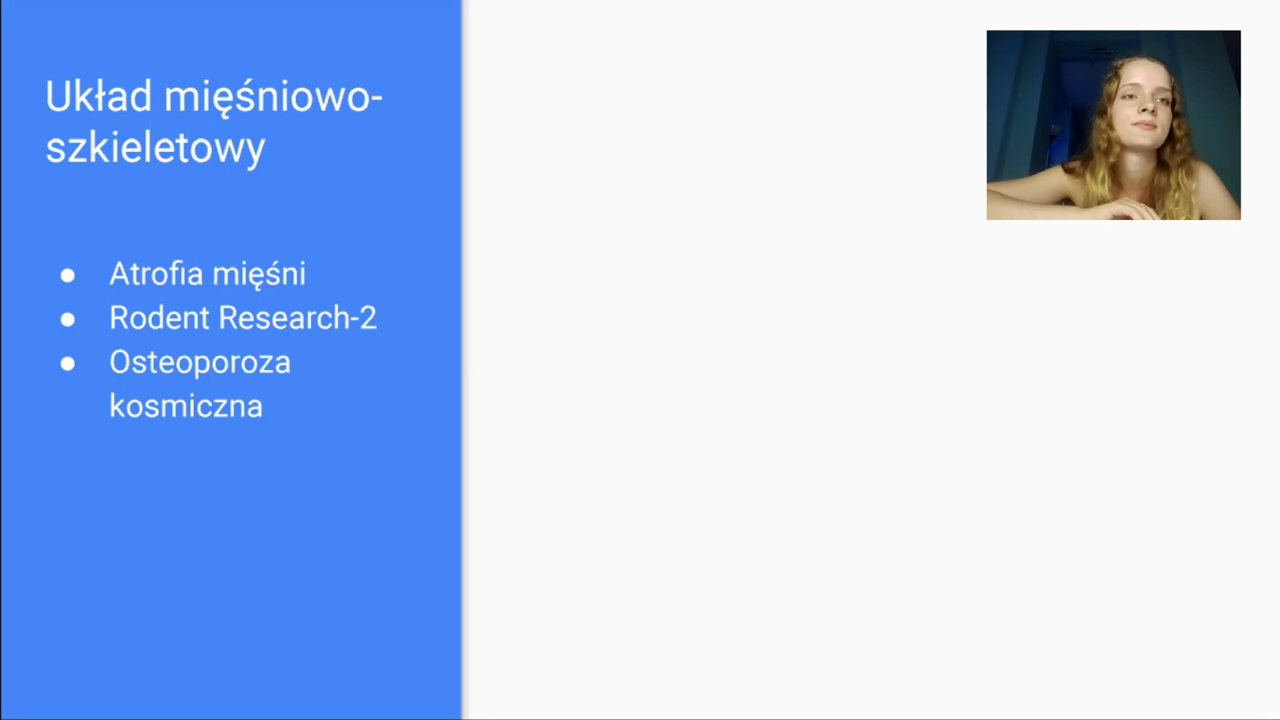 Układ mięśniowo-
szkieletowy
● Atrofia mięśni
● Rodent Research-2
● Osteoporoza
kosmiczna